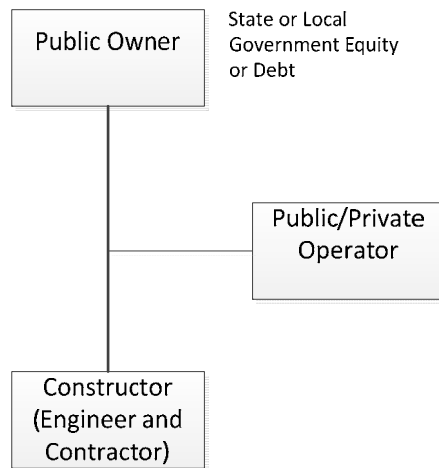 Public Owner
State or Local
Government Equity
or Debt
Public/Private
Operator
Constructor
(Engineer and
Contractor)